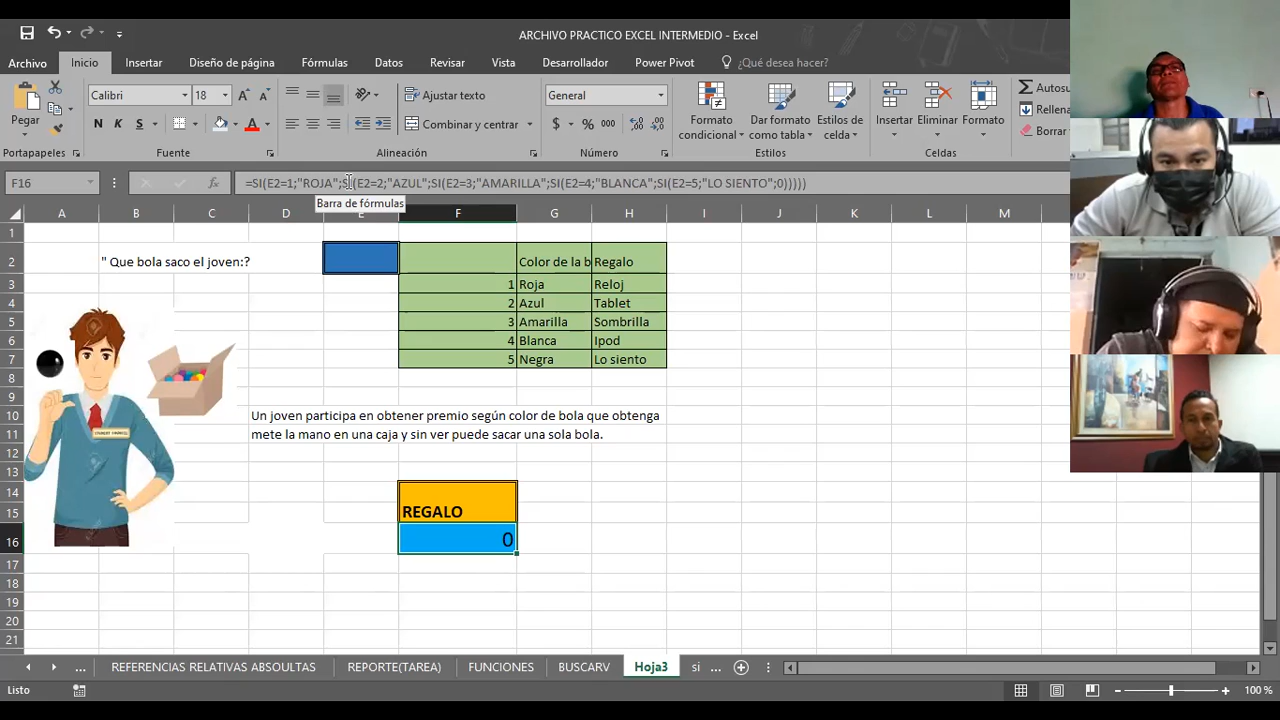 ARCHIVO PRACTICO EXCEL INTERMEDIO - Excel
Archivo Inicio Insertar Diseño de página Fórmulas Datos Revisar Vista Desarrollador Power Pivot ¿Qué desea hacer?
Pegar
Calibri 18
N K S
Ajustar texto
Combinar y centrar
General
$ % 000
Formato condicional
Dar formato como tabla
Estilos de celda
Insertar Eliminar Formato
Autosu
Rellena
Borrar
Portapapeles Fuente Alineación Número Estilos Celdas
F16 fx =SI(E2=1;"ROJA";SI(E2=2;"AZUL";SI(E2=3;"AMARILLA";SI(E2=4;"BLANCA";SI(E2=5;"LO SIENTO";0)))))
Barra de fórmulas
A B C D E F G H I J K L M
1
2 " Que bola saco el joven:? Color de la b Regalo
3 1 Roja Reloj
4 2 Azul Tablet
5 3 Amarilla Sombrilla
6 4 Blanca Ipod
7 5 Negra Lo siento
8
9
10 Un joven participa en obtener premio según color de bola que obtenga
11 mete la mano en una caja y sin ver puede sacar una sola bola.
12
13
14
15 REGALO
16 0
17
18
19
20
21
... REFERENCIAS RELATIVAS ABSOULTAS REPORTE(TAREA) FUNCIONES BUSCARV Hoja3 si ...
Listo 100 %